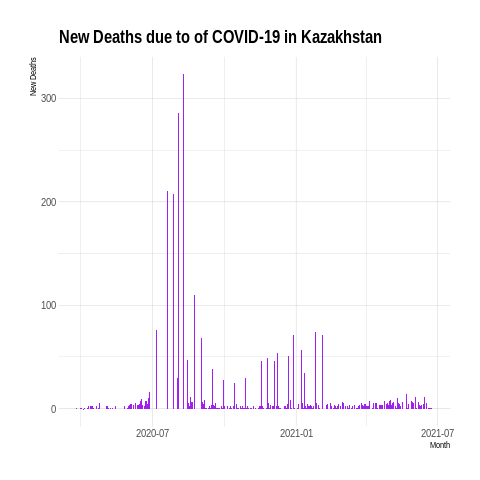 New Deaths due to of COVID-19 in Kazakhstan
New Deaths
300
200
100
0
2020-07
2021-01
2021-07
Month